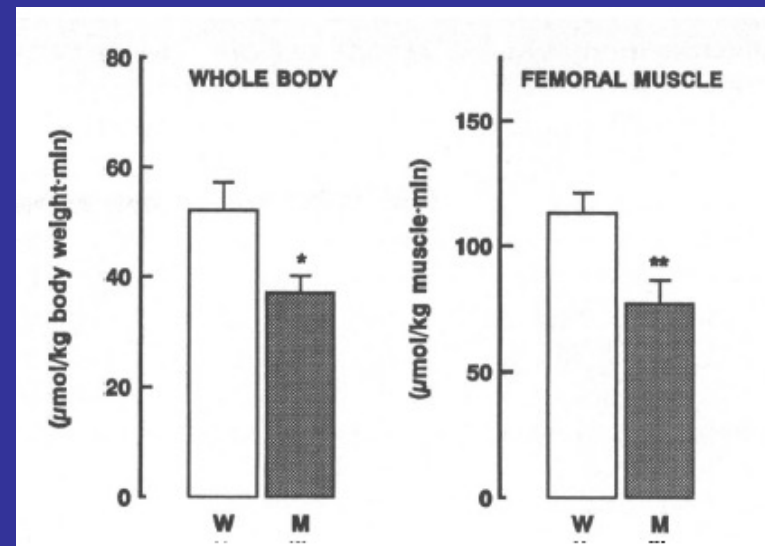 WHOLE BODY
(µmol/kg body weight·min)
80
60
40
20
0
*
W
M
FEMORAL MUSCLE
(µmol/kg muscle·min)
150
100
50
0
**
W
M